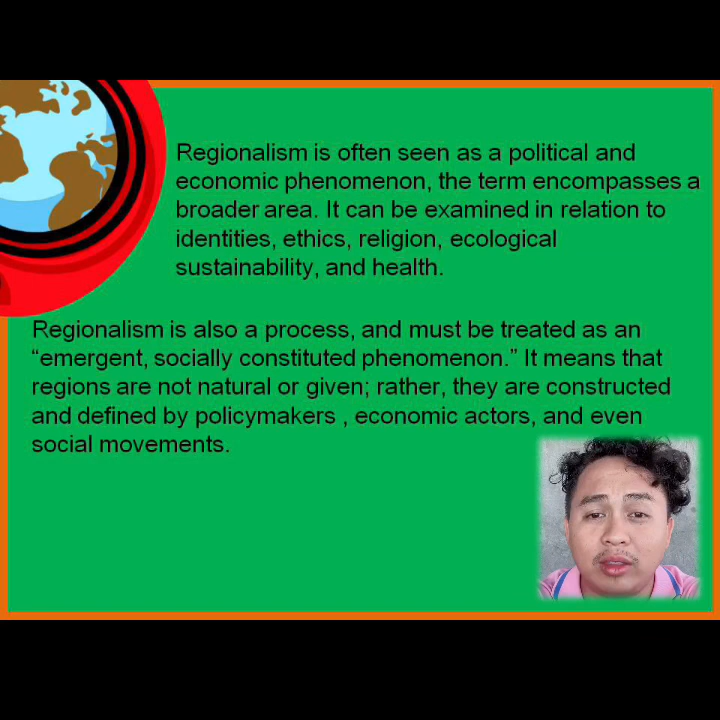 Regionalism is often seen as a political and
economic phenomenon, the term encompasses a
broader area. It can be examined in relation to
identities, ethics, religion, ecological
sustainability, and health.
Regionalism is also a process, and must be treated as an
“emergent, socially constituted phenomenon.” It means that
regions are not natural or given; rather, they are constructed
and defined by policymakers , economic actors, and even
social movements.